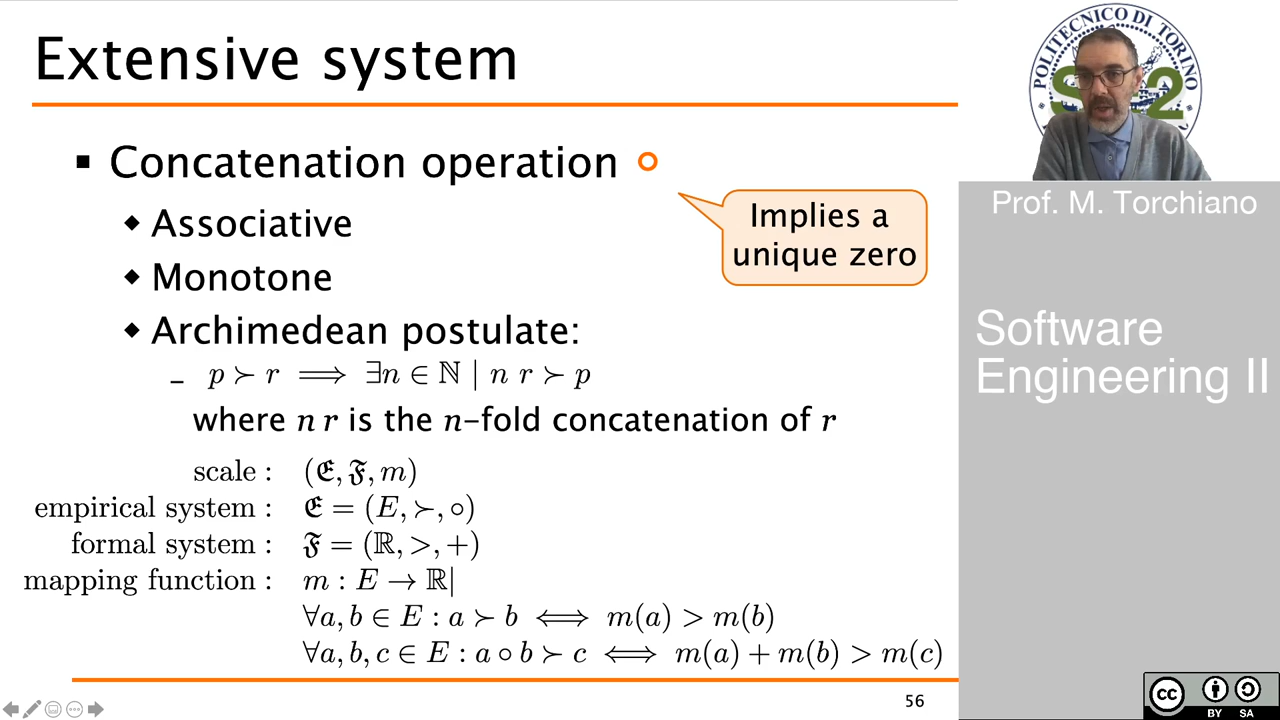 Extensive system
▪ Concatenation operation ∘
Implies a
unique zero
◆ Associative
◆ Monotone
◆ Archimedean postulate:
– p ≻ r ⟹ ∃n ∈ ℕ | n r ≻ p
where n r is the n-fold concatenation of r
scale : (𝕰, 𝕱, m)
empirical system : 𝕰 = (E, ≻, ∘)
formal system : 𝕱 = (ℝ, >, +)
mapping function : m : E → ℝ|
∀a, b ∈ E : a ≻ b ⟺ m(a) > m(b)
∀a, b, c ∈ E : a ∘ b ≻ c ⟺ m(a) + m(b) > m(c)
56
POLITECNICO DI TORINO
Prof. M. Torchiano
Software
Engineering II
cc
BY SA